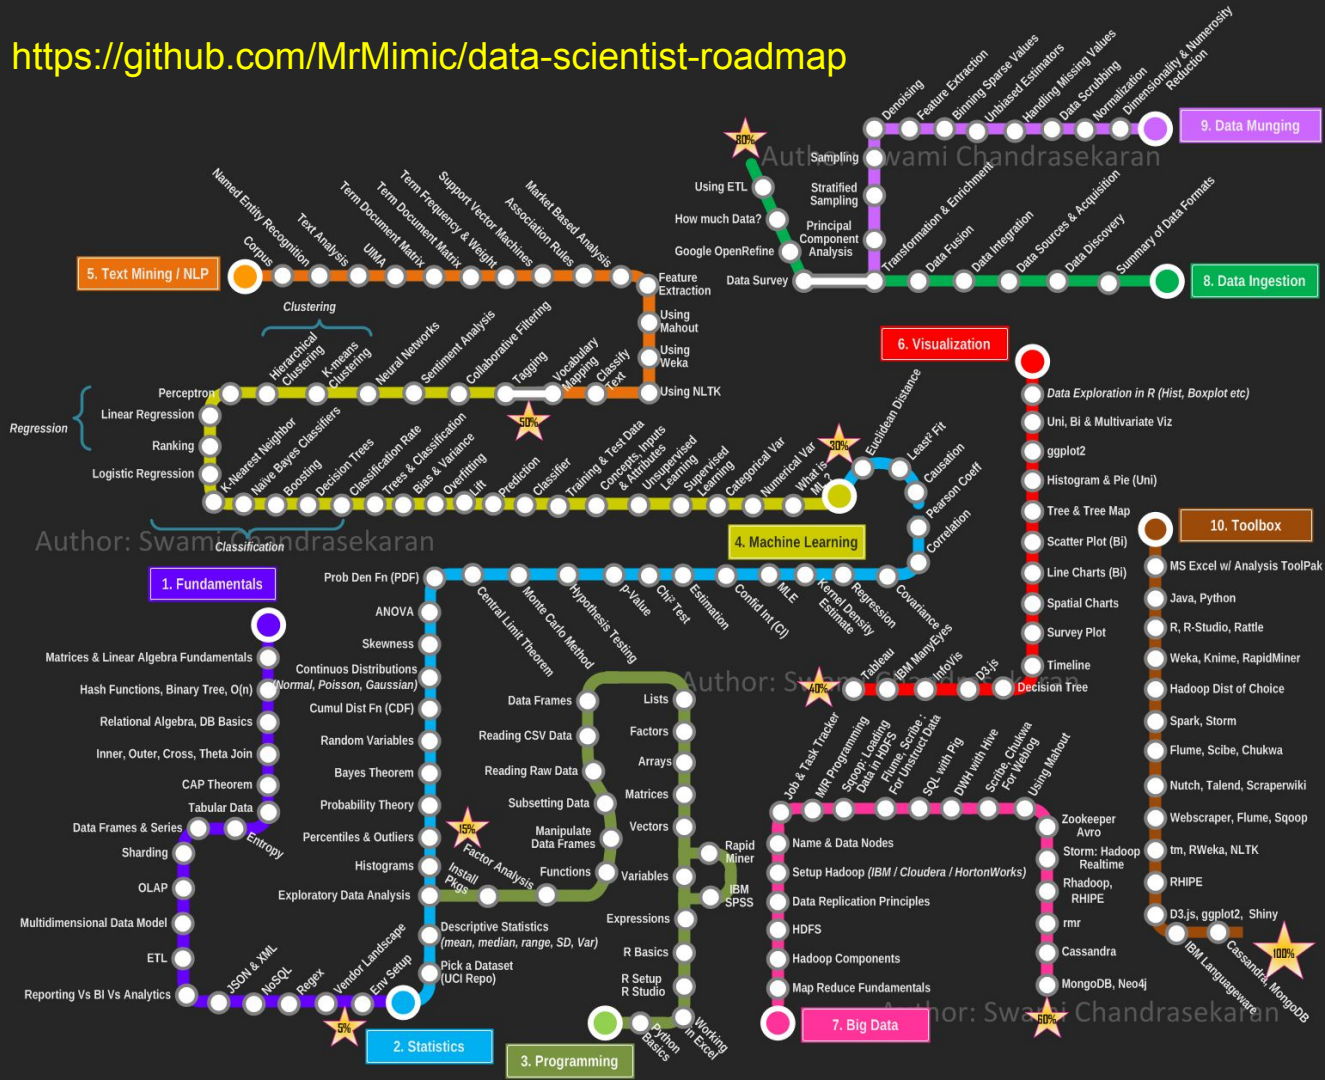 https://github.com/MrMimic/data-scientist-roadmap
Author: Swami Chandrasekaran
9. Data Munging
Denoising
Feature Extraction
Binning Sparse Values
Unbiased Estimators
Handling Missing Values
Data Scrubbing
Normalization
Dimensionality & Numerosity
Reduction
Sampling
Stratified
Sampling
Principal
Component
Analysis
80%
Using ETL
How much Data?
Google OpenRefine
Data Survey
Transformation & Enrichment
Data Fusion
Data Integration
Data Sources & Acquisition
Data Discovery
Summary of Data Formats
8. Data Ingestion
5. Text Mining / NLP
Corpus
Named Entity Recognition
Text Analysis
UIMA
Term Document Matrix
Term Document Matrix
Term Frequency & Weight
Support Vector Machines
Association Rules
Market Based Analysis
Feature
Extraction
Using
Mahout
Using
Weka
Using NLTK
Classify
Text
Vocabulary
Mapping
Tagging
50%
Collaborative Filtering
Sentiment Analysis
Neural Networks
K-means
Clustering
Hierarchical
Clustering
Clustering
Perceptron
Linear Regression
Regression
Ranking
Logistic Regression
K-Nearest Neighbor
Naive Bayes Classifiers
Boosting
Decision Trees
Classification Rate
Trees & Classification
Bias & Variance
Overfitting
Lift
Prediction
Classifier
Training & Test Data
Concepts, Inputs
& Attributes
Unsupervised
Learning
Supervised
Learning
Categorical Var
Numerical Var
What is
ML ?
Classification
Author: Swami Chandrasekaran
4. Machine Learning
30%
Euclidean Distance
Least² Fit
Causation
Pearson Coeff
Correlation
Covariance
Regression
Kernel Density
Estimate
MLE
Confid Int (CI)
Estimation
Chi² Test
p-Value
Hypothesis Testing
Monte Carlo Method
Central Limit Theorem
Prob Den Fn (PDF)
ANOVA
Skewness
Continuos Distributions
(Normal, Poisson, Gaussian)
Cumul Dist Fn (CDF)
Random Variables
Bayes Theorem
Probability Theory
Percentiles & Outliers
Histograms
Exploratory Data Analysis
Descriptive Statistics
(mean, median, range, SD, Var)
Pick a Dataset
(UCI Repo)
2. Statistics
1. Fundamentals
Matrices & Linear Algebra Fundamentals
Hash Functions, Binary Tree, O(n)
Relational Algebra, DB Basics
Inner, Outer, Cross, Theta Join
CAP Theorem
Tabular Data
Entropy
Data Frames & Series
Sharding
OLAP
Multidimensional Data Model
ETL
Reporting Vs BI Vs Analytics
JSON & XML
NoSQL
Regex
Vendor Landscape
Env Setup
5%
15%
Install
Pkgs
Factor Analysis
Functions
Manipulate
Data Frames
Subsetting Data
Reading Raw Data
Reading CSV Data
Data Frames
Lists
Factors
Arrays
Matrices
Vectors
Variables
Rapid
Miner
IBM
SPSS
Expressions
R Basics
R Setup
R Studio
Working
in Excel
Python
Basics
3. Programming
6. Visualization
Data Exploration in R (Hist, Boxplot etc)
Uni, Bi & Multivariate Viz
ggplot2
Histogram & Pie (Uni)
Tree & Tree Map
Scatter Plot (Bi)
Line Charts (Bi)
Spatial Charts
Survey Plot
Timeline
Decision Tree
D3.js
InfoVis
IBM ManyEyes
Tableau
40%
Author: Swami Chandrasekaran
7. Big Data
Map Reduce Fundamentals
Hadoop Components
HDFS
Data Replication Principles
Setup Hadoop (IBM / Cloudera / HortonWorks)
Name & Data Nodes
Job & Task Tracker
M/R Programming
Sqoop: Loading
Data in HDFS
Flume, Scribe :
For Unstruct Data
SQL with Pig
DWH with Hive
Scribe, Chukwa
For Weblog
Using Mahout
Zookeeper
Avro
Storm: Hadoop
Realtime
Rhadoop,
RHIPE
rmr
Cassandra
MongoDB, Neo4j
60%
Author: Swami Chandrasekaran
10. Toolbox
MS Excel w/ Analysis ToolPak
Java, Python
R, R-Studio, Rattle
Weka, Knime, RapidMiner
Hadoop Dist of Choice
Spark, Storm
Flume, Scibe, Chukwa
Nutch, Talend, Scraperwiki
Webscraper, Flume, Sqoop
tm, RWeka, NLTK
RHIPE
D3.js, ggplot2, Shiny
IBM Languageware
Cassandra, MongoDB
100%